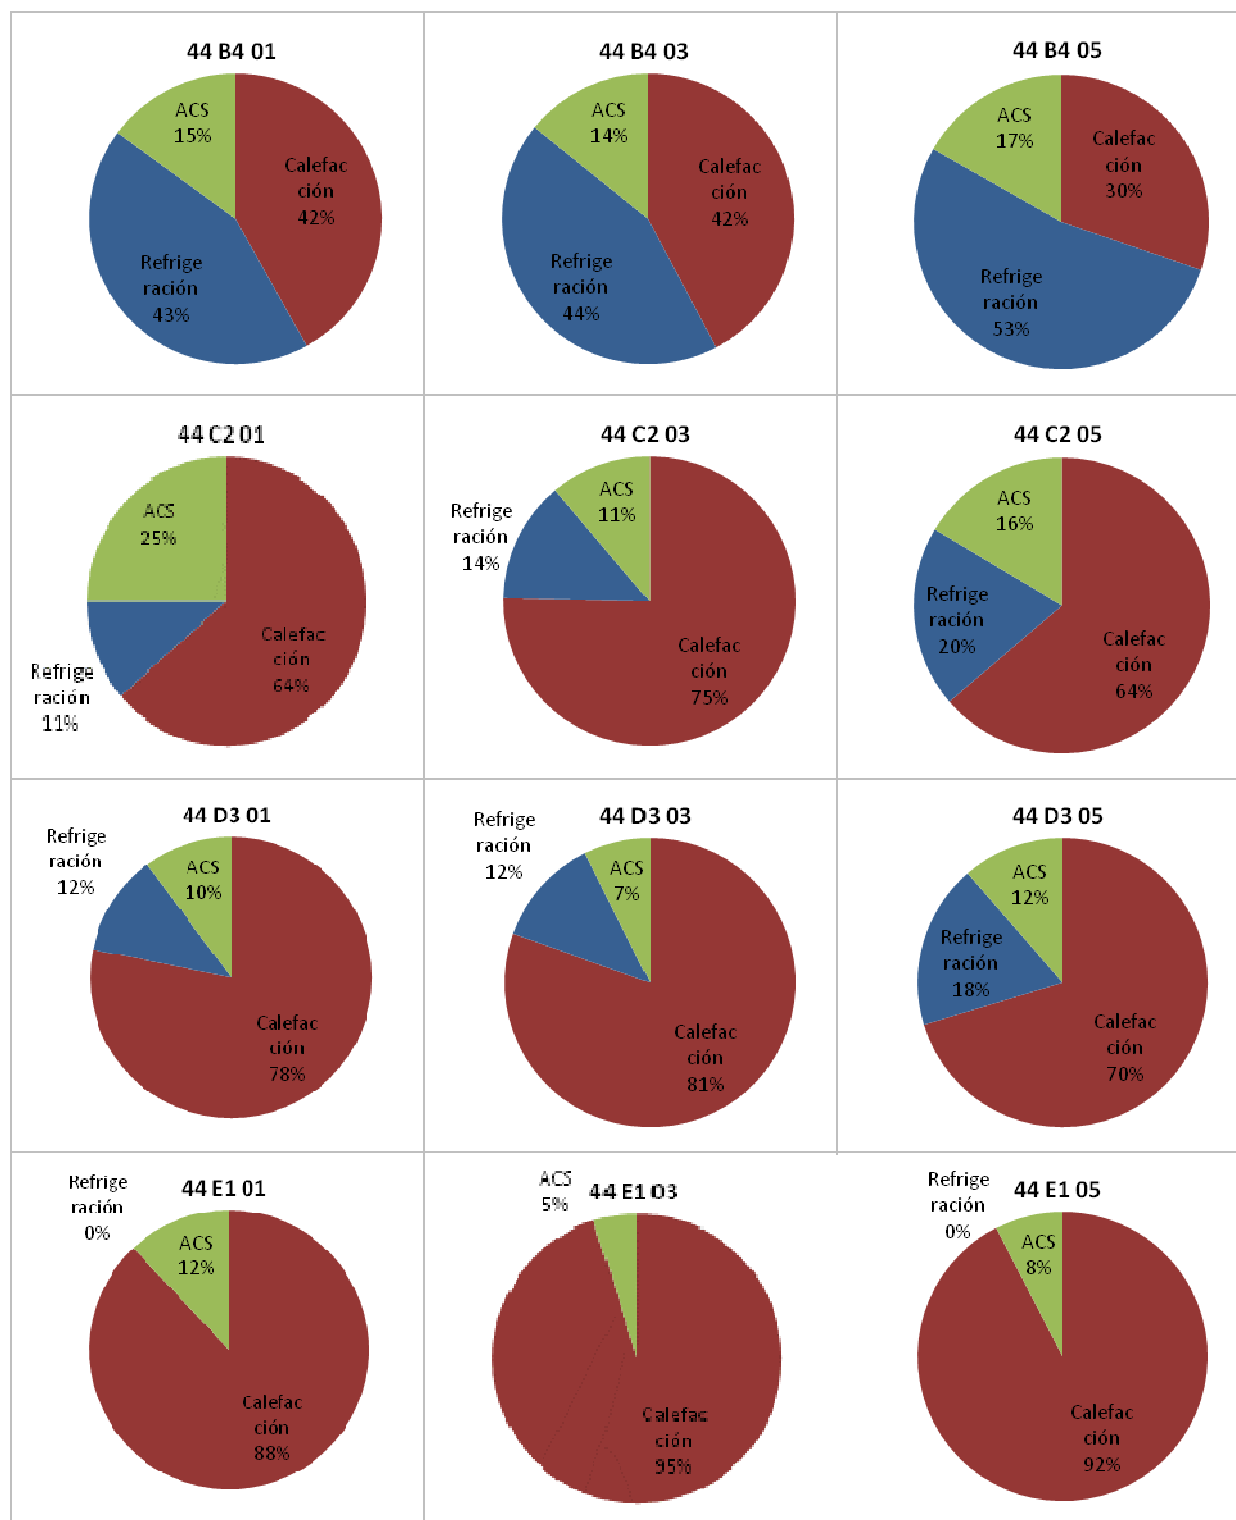 44 B4 01
ACS
15%
Calefac
ción
42%
Refrige
ración
43%
44 B4 03
ACS
14%
Calefac
ción
42%
Refrige
ración
44%
44 B4 05
ACS
17%
Calefac
ción
30%
Refrige
ración
53%
44 C2 01
ACS
25%
Calefac
ción
64%
Refrige
ración
11%
44 C2 03
Refrige
ración
14%
ACS
11%
Calefac
ción
75%
44 C2 05
ACS
16%
Refrige
ración
20%
Calefac
ción
64%
44 D3 01
Refrige
ración
12%
ACS
10%
Calefac
ción
78%
44 D3 03
Refrige
ración
12%
ACS
7%
Calefac
ción
81%
44 D3 05
ACS
12%
Refrige
ración
18%
Calefac
ción
70%
44 E1 01
Refrige
ración
0%
ACS
12%
Calefac
ción
88%
44 E1 03
ACS
5%
Calefac
ción
95%
44 E1 05
Refrige
ración
0%
ACS
8%
Calefac
ción
92%